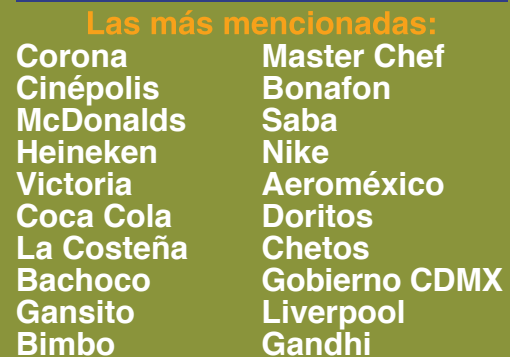 Las más mencionadas:
Corona
Cinépolis
McDonalds
Heineken
Victoria
Coca Cola
La Costeña
Bachoco
Gansito
Bimbo
Master Chef
Bonafon
Saba
Nike
Aeroméxico
Doritos
Chetos
Gobierno CDMX
Liverpool
Gandhi